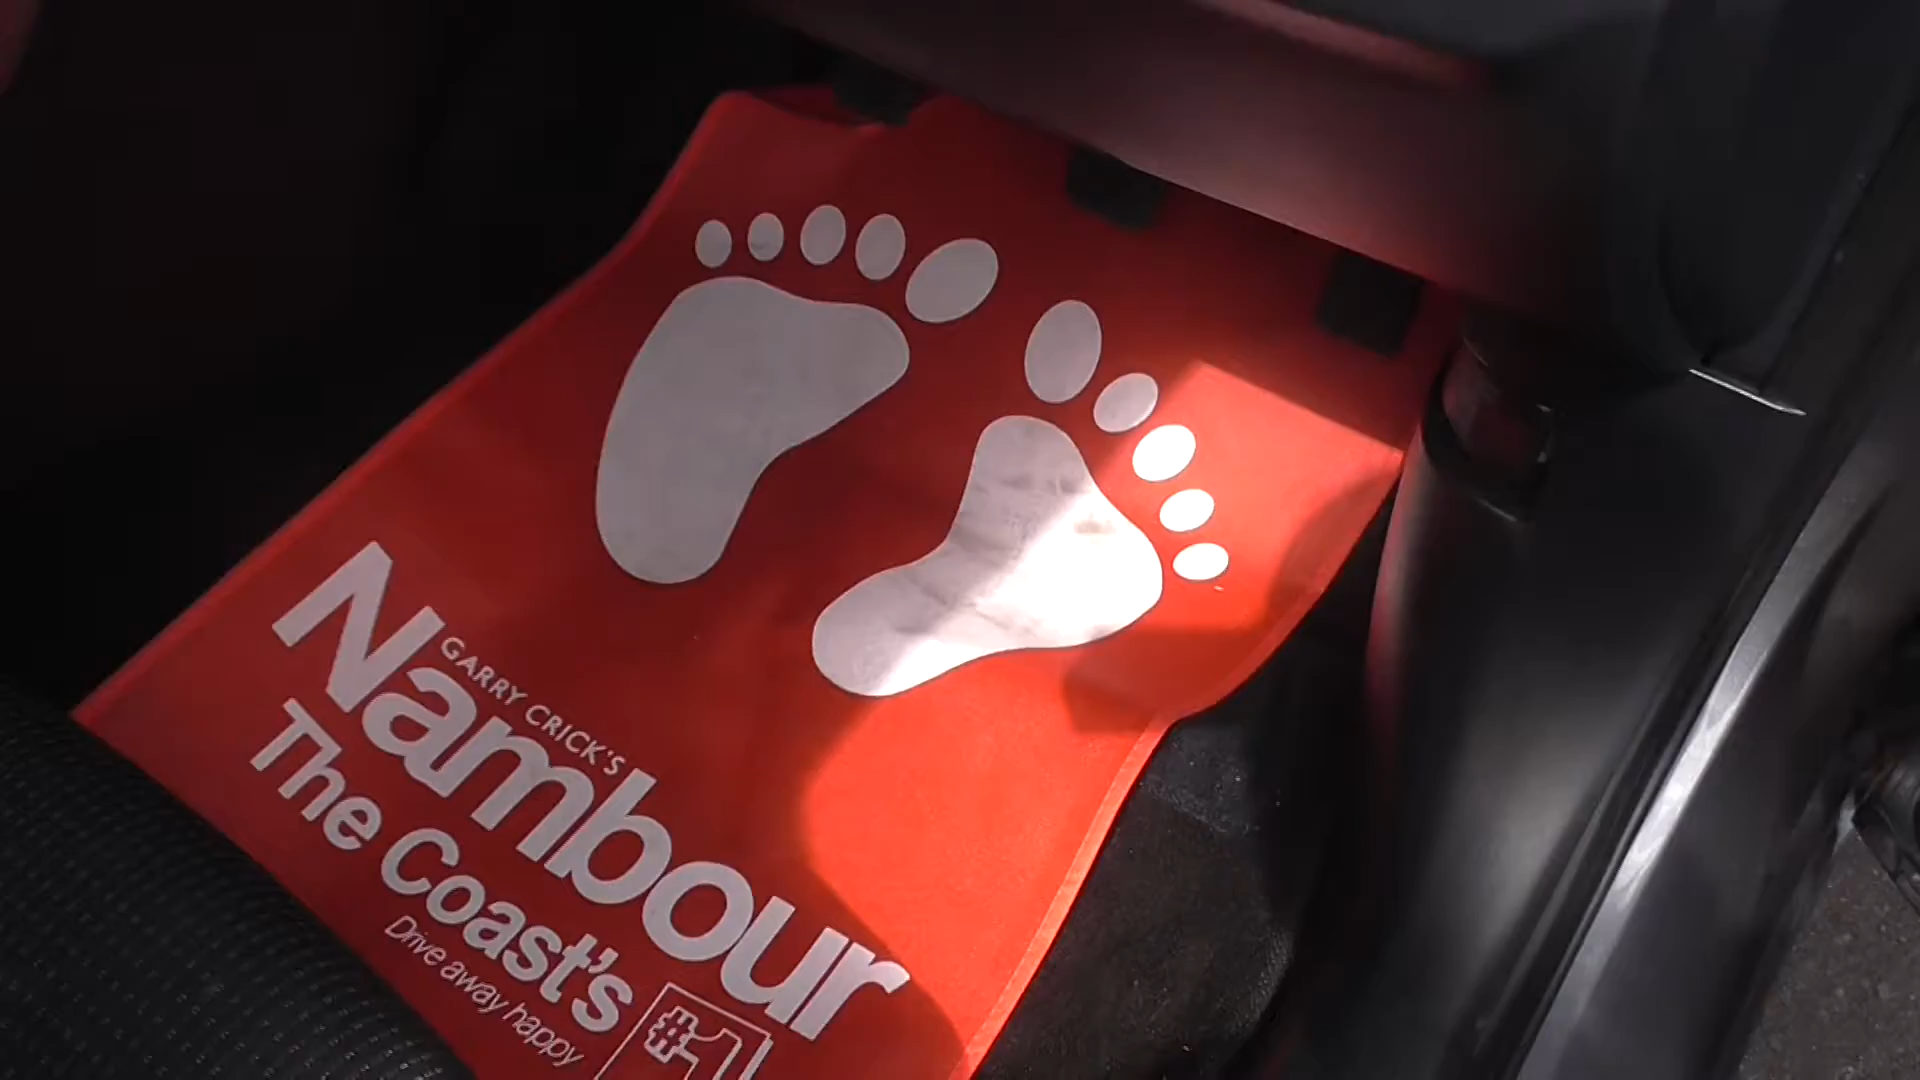 GARRY CRICK'S
Nambour
The Coast's
#1
Drive away happy